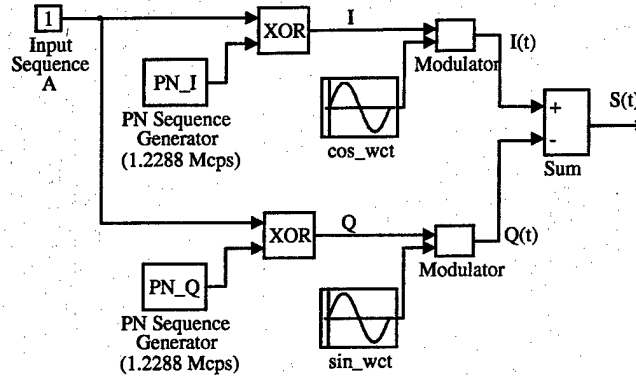 1
Input
Sequence
A
XOR
I
PN_I
PN Sequence
Generator
(1.2288 Mcps)
cos_wct
Modulator
I(t)
+
-
Sum
S(t)
XOR
Q
PN_Q
PN Sequence
Generator
(1.2288 Mcps)
sin_wct
Modulator
Q(t)